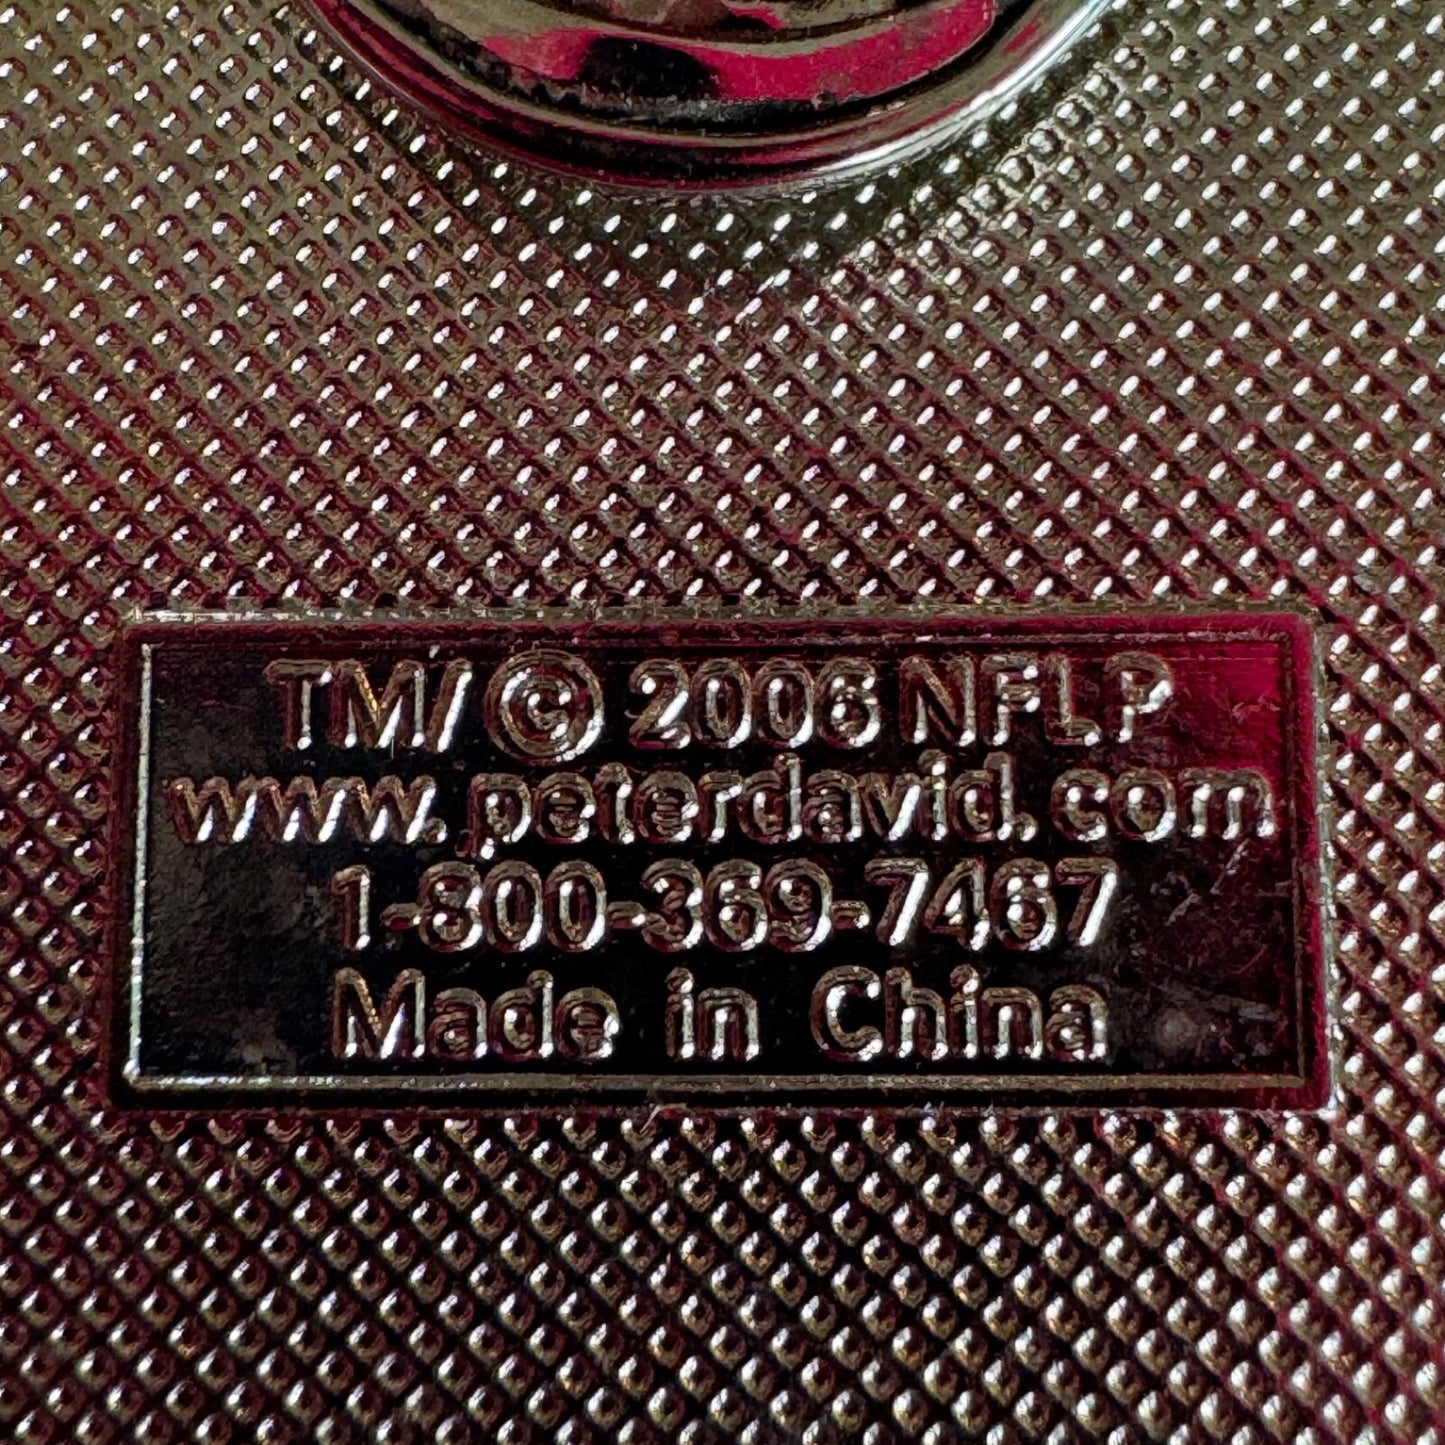 TM/ © 2006 NFLP
www.peterdavid.com
1-800-369-7467
Made in China